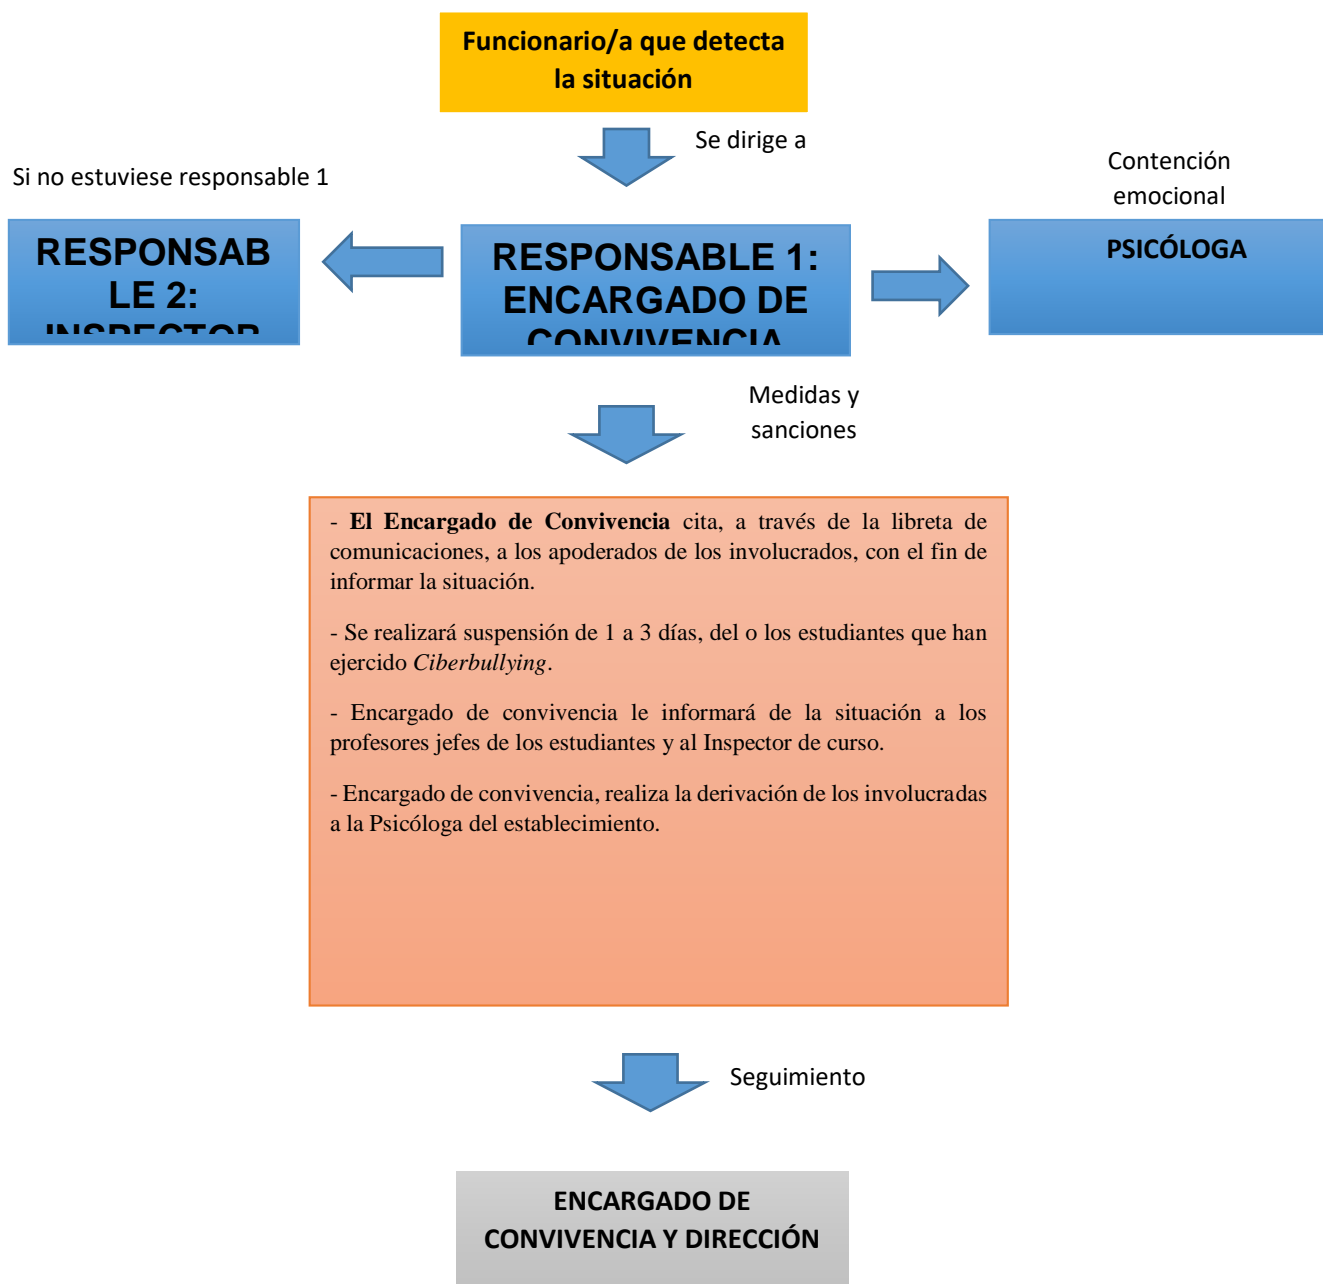 Funcionario/a que detecta
la situación
Se dirige a
Contención
emocional
Si no estuviese responsable 1
RESPONSAB
LE 2:
INSPECTOR
RESPONSABLE 1:
ENCARGADO DE
CONVIVENCIA
PSICÓLOGA
Medidas y
sanciones
- El Encargado de Convivencia cita, a través de la libreta de
comunicaciones, a los apoderados de los involucrados, con el fin de
informar la situación.
- Se realizará suspensión de 1 a 3 días, del o los estudiantes que han
ejercido Ciberbullying.
- Encargado de convivencia le informará de la situación a los
profesores jefes de los estudiantes y al Inspector de curso.
- Encargado de convivencia, realiza la derivación de los involucradas
a la Psicóloga del establecimiento.
Seguimiento
ENCARGADO DE
CONVIVENCIA Y DIRECCIÓN